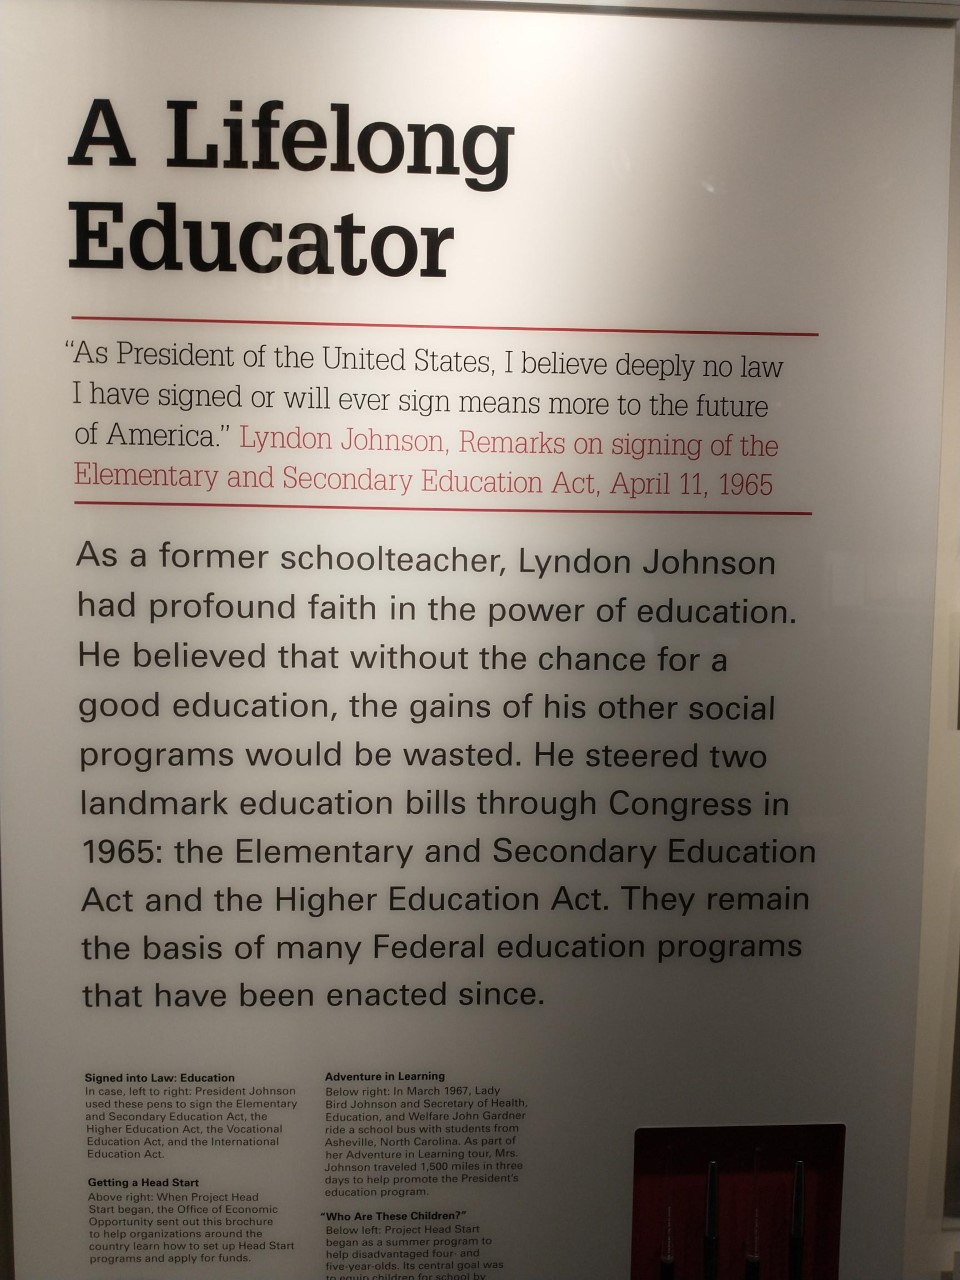 A Lifelong
Educator
“As President of the United States, I believe deeply no law
I have signed or will ever sign means more to the future
of America.” Lyndon Johnson, Remarks on signing of the
Elementary and Secondary Education Act, April 11, 1965
As a former schoolteacher, Lyndon Johnson
had profound faith in the power of education.
He believed that without the chance for a
good education, the gains of his other social
programs would be wasted. He steered two
landmark education bills through Congress in
1965: the Elementary and Secondary Education
Act and the Higher Education Act. They remain
the basis of many Federal education programs
that have been enacted since.
Signed into Law: Education
In case, left to right: President Johnson
used these pens to sign the Elementary
and Secondary Education Act, the
Higher Education Act, the Vocational
Education Act, and the International
Education Act.
Getting a Head Start
Above right: When Project Head
Start began, the Office of Economic
Opportunity sent out this brochure
to help organizations around the
country learn how to set up Head Start
programs and apply for funds.
Adventure in Learning
Below right: In March 1967, Lady
Bird Johnson and Secretary of Health,
Education, and Welfare John Gardner
ride a school bus with students from
Asheville, North Carolina. As part of
her Adventure in Learning tour, Mrs.
Johnson traveled 1,500 miles in three
days to help promote the President's
education program.
“Who Are These Children?”
Below left: Project Head Start
began as a summer program to
help disadvantaged four- and
five-year-olds. Its central goal was
to equip children for school by